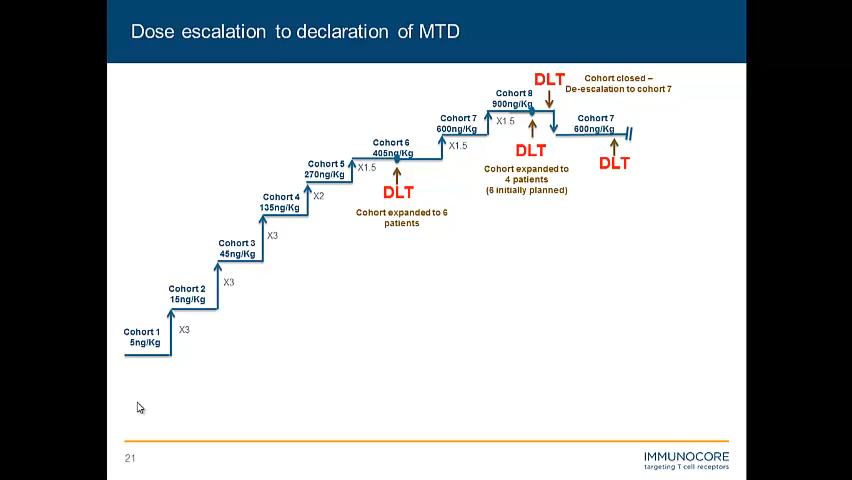 Dose escalation to declaration of MTD
DLT
Cohort closed –
De-escalation to cohort 7
Cohort 8
900ng/Kg
X1.5
Cohort 7
600ng/Kg
DLT
Cohort 7
600ng/Kg
X1.5
DLT
Cohort expanded to
4 patients
(6 initially planned)
Cohort 6
405ng/Kg
X1.5
DLT
Cohort expanded to 6
patients
Cohort 5
270ng/Kg
X2
Cohort 4
135ng/Kg
X3
Cohort 3
45ng/Kg
X3
Cohort 2
15ng/Kg
X3
Cohort 1
5ng/Kg
21
IMMUNOCORE
targeting T cell receptors